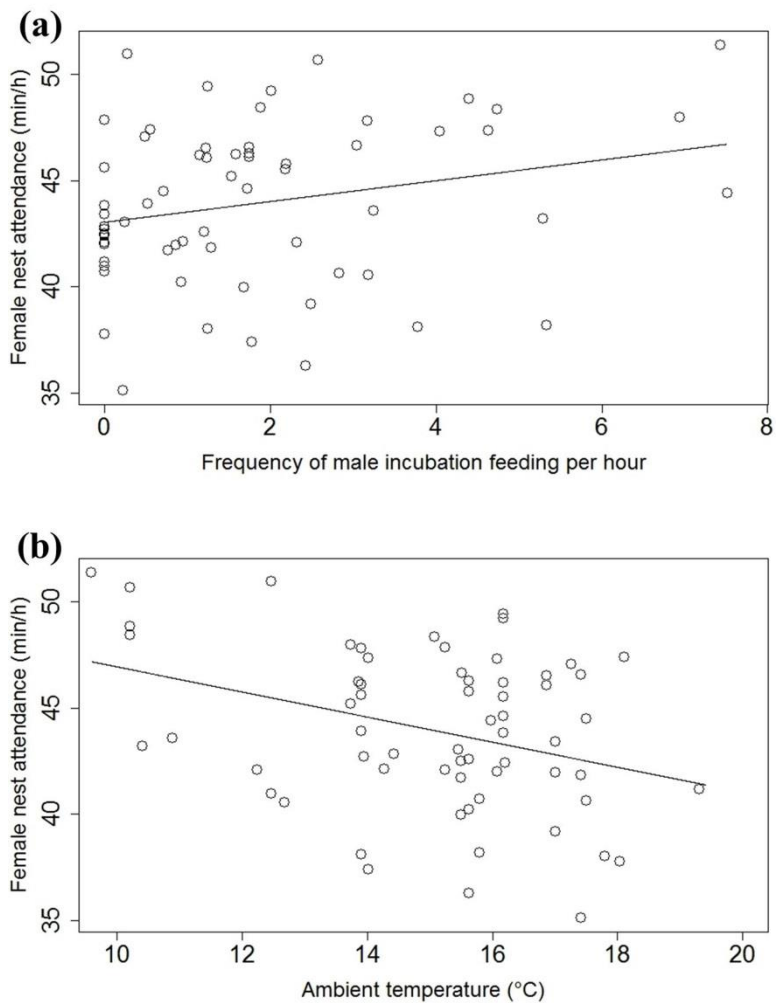 (a)
Female nest attendance (min/h)
50
45
40
35
0 2 4 6 8
Frequency of male incubation feeding per hour
(b)
Female nest attendance (min/h)
50
45
40
35
10 12 14 16 18 20
Ambient temperature (°C)